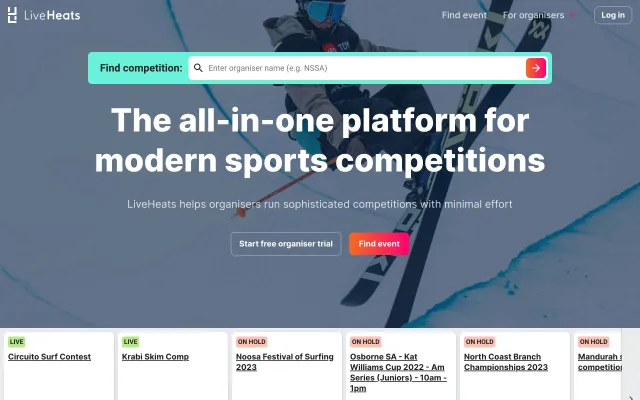 LiveHeats
Find event
For organisers
Log in
Find competition:
Enter organiser name (e.g. NSSA)
The all-in-one platform for
modern sports competitions
LiveHeats helps organisers run sophisticated competitions with minimal effort
Start free organiser trial
Find event
LIVE
Circuito Surf Contest
LIVE
Krabi Skim Comp
ON HOLD
Noosa Festival of Surfing
2023
ON HOLD
Osborne SA - Kat
Williams Cup 2022 - Am
Series (Juniors) - 10am -
1pm
ON HOLD
North Coast Branch
Championships 2023
ON HOLD
Mandurah s
competition